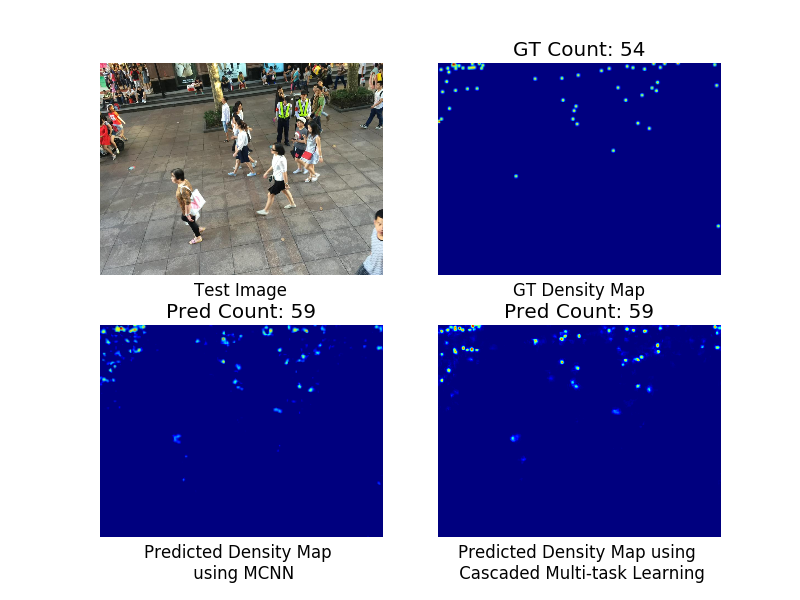 GT Count: 54
Test Image
GT Density Map
Pred Count: 59
Pred Count: 59
Predicted Density Map
using MCNN
Predicted Density Map using
Cascaded Multi-task Learning